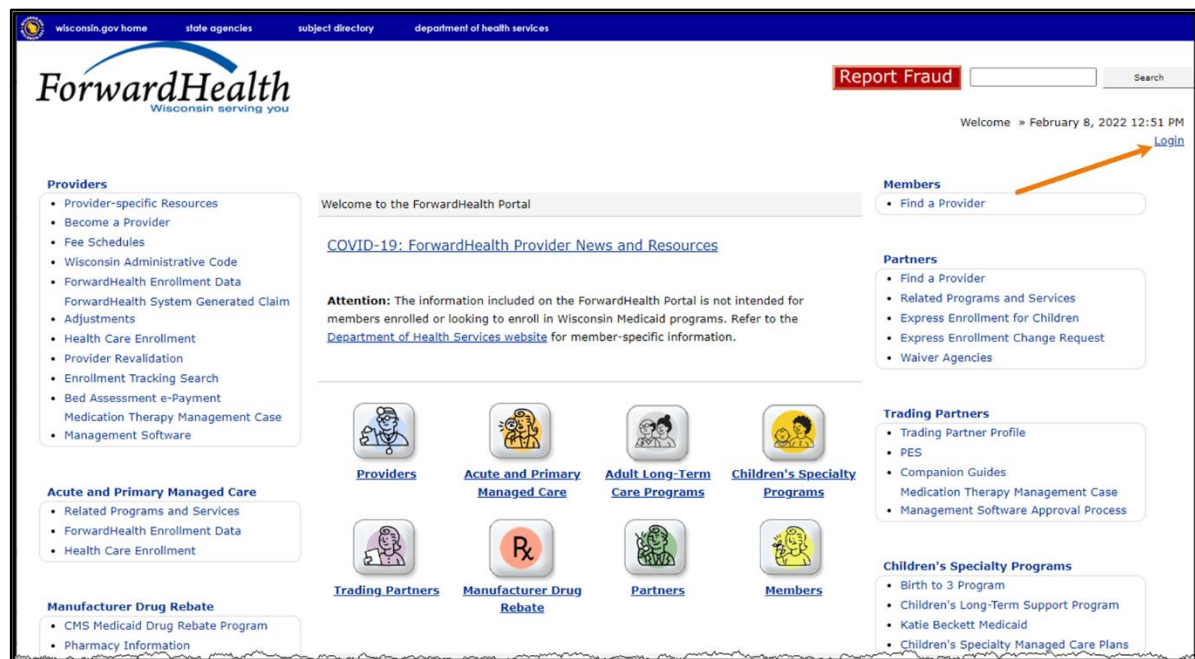 wisconsin.gov home state agencies subject directory department of health services
ForwardHealth
Wisconsin serving you
Report Fraud
Search
Welcome » February 8, 2022 12:51 PM
Login
Providers
• Provider-specific Resources
• Become a Provider
• Fee Schedules
• Wisconsin Administrative Code
• ForwardHealth Enrollment Data
ForwardHealth System Generated Claim
• Adjustments
• Health Care Enrollment
• Provider Revalidation
• Enrollment Tracking Search
• Bed Assessment e-Payment
Medication Therapy Management Case
• Management Software
Acute and Primary Managed Care
• Related Programs and Services
• ForwardHealth Enrollment Data
• Health Care Enrollment
Manufacturer Drug Rebate
• CMS Medicaid Drug Rebate Program
• Pharmacy Information
Welcome to the ForwardHealth Portal
COVID-19: ForwardHealth Provider News and Resources
Attention: The information included on the ForwardHealth Portal is not intended for
members enrolled or looking to enroll in Wisconsin Medicaid programs. Refer to the
Department of Health Services website for member-specific information.
Providers
Acute and Primary
Managed Care
Adult Long-Term
Care Programs
Children's Specialty
Programs
Trading Partners
Rx
Manufacturer Drug
Rebate
Partners
Members
Members
• Find a Provider
Partners
• Find a Provider
• Related Programs and Services
• Express Enrollment for Children
• Express Enrollment Change Request
• Waiver Agencies
Trading Partners
• Trading Partner Profile
• PES
• Companion Guides
Medication Therapy Management Case
• Management Software Approval Process
Children's Specialty Programs
• Birth to 3 Program
• Children's Long-Term Support Program
• Katie Beckett Medicaid
• Children's Specialty Managed Care Plans